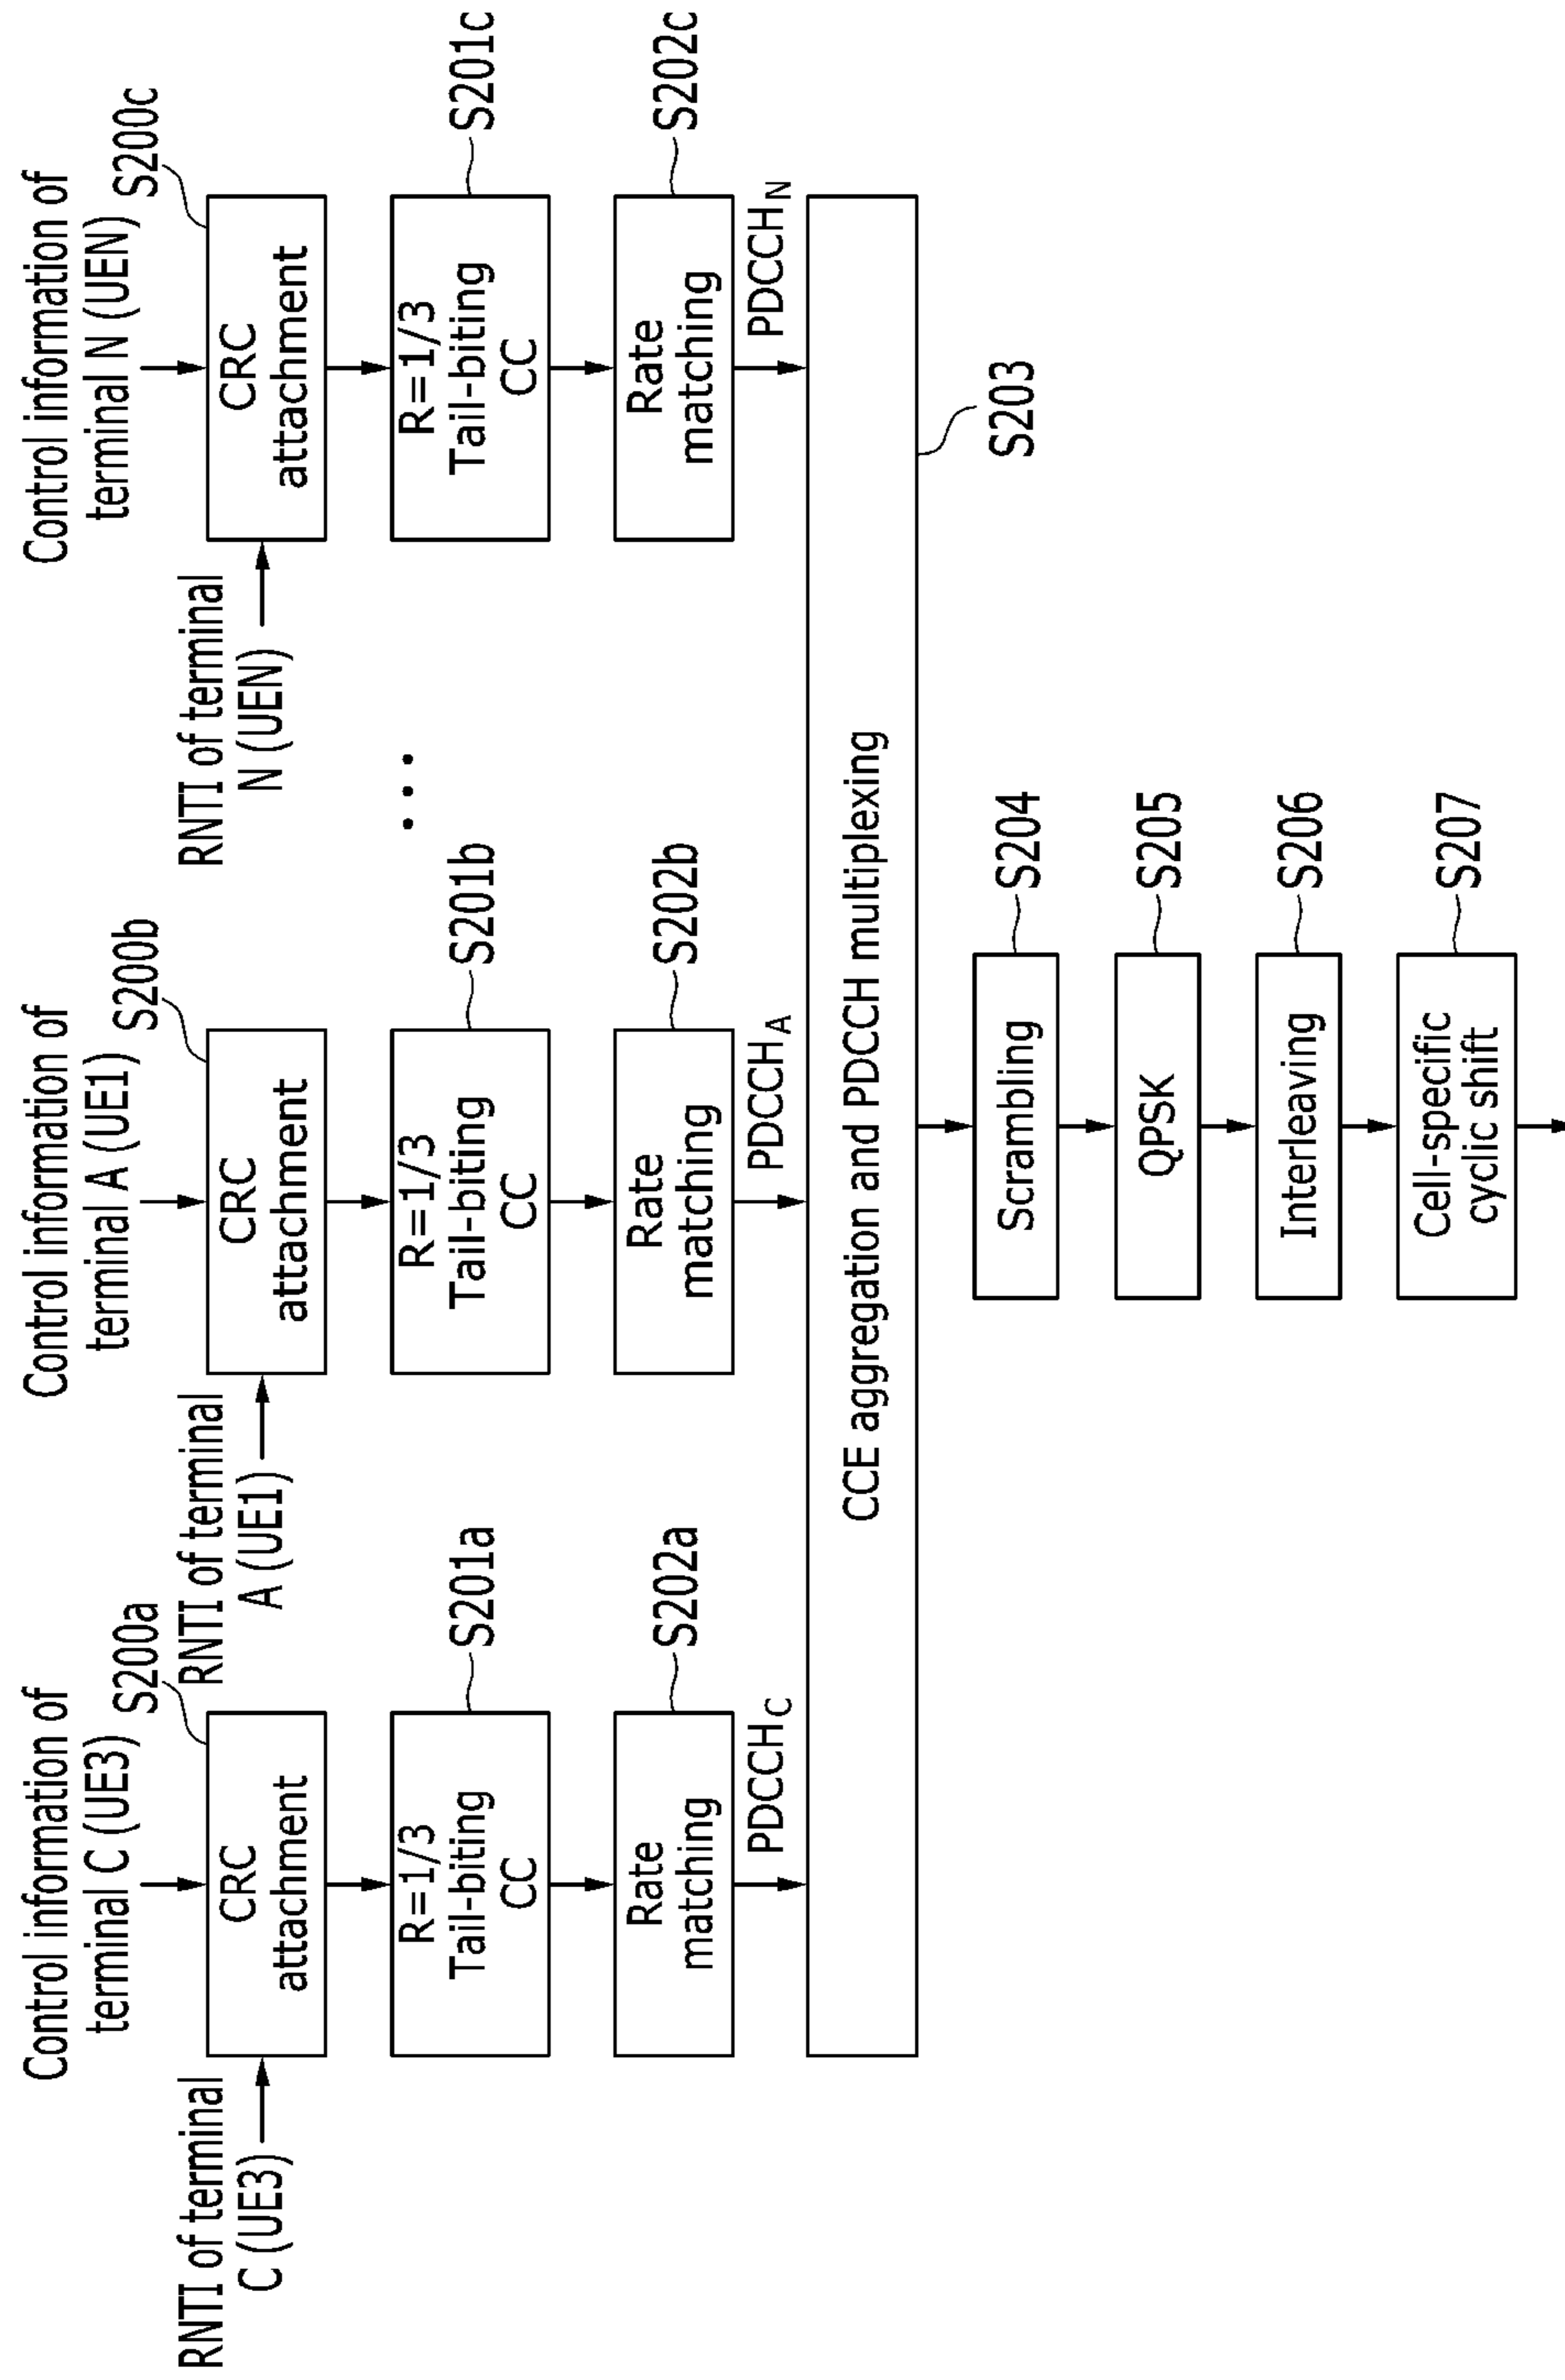 Control information of
terminal C (UE3)
S200a
RNTI of terminal
C (UE3)
CRC
attachment
R=1/3
Tail-biting
CC
S201a
Rate
matching
S202a
PDCCH C
Control information of
terminal A (UE1)
S200b
RNTI of terminal
A (UE1)
CRC
attachment
R=1/3
Tail-biting
CC
S201b
Rate
matching
S202b
PDCCH A
...
Control information of
terminal N (UEN)
S200c
RNTI of terminal
N (UEN)
CRC
attachment
R=1/3
Tail-biting
CC
S201c
Rate
matching
S202c
PDCCH N
CCE aggregation and PDCCH multiplexing
S203
Scrambling
S204
QPSK
S205
Interleaving
S206
Cell-specific
cyclic shift
S207